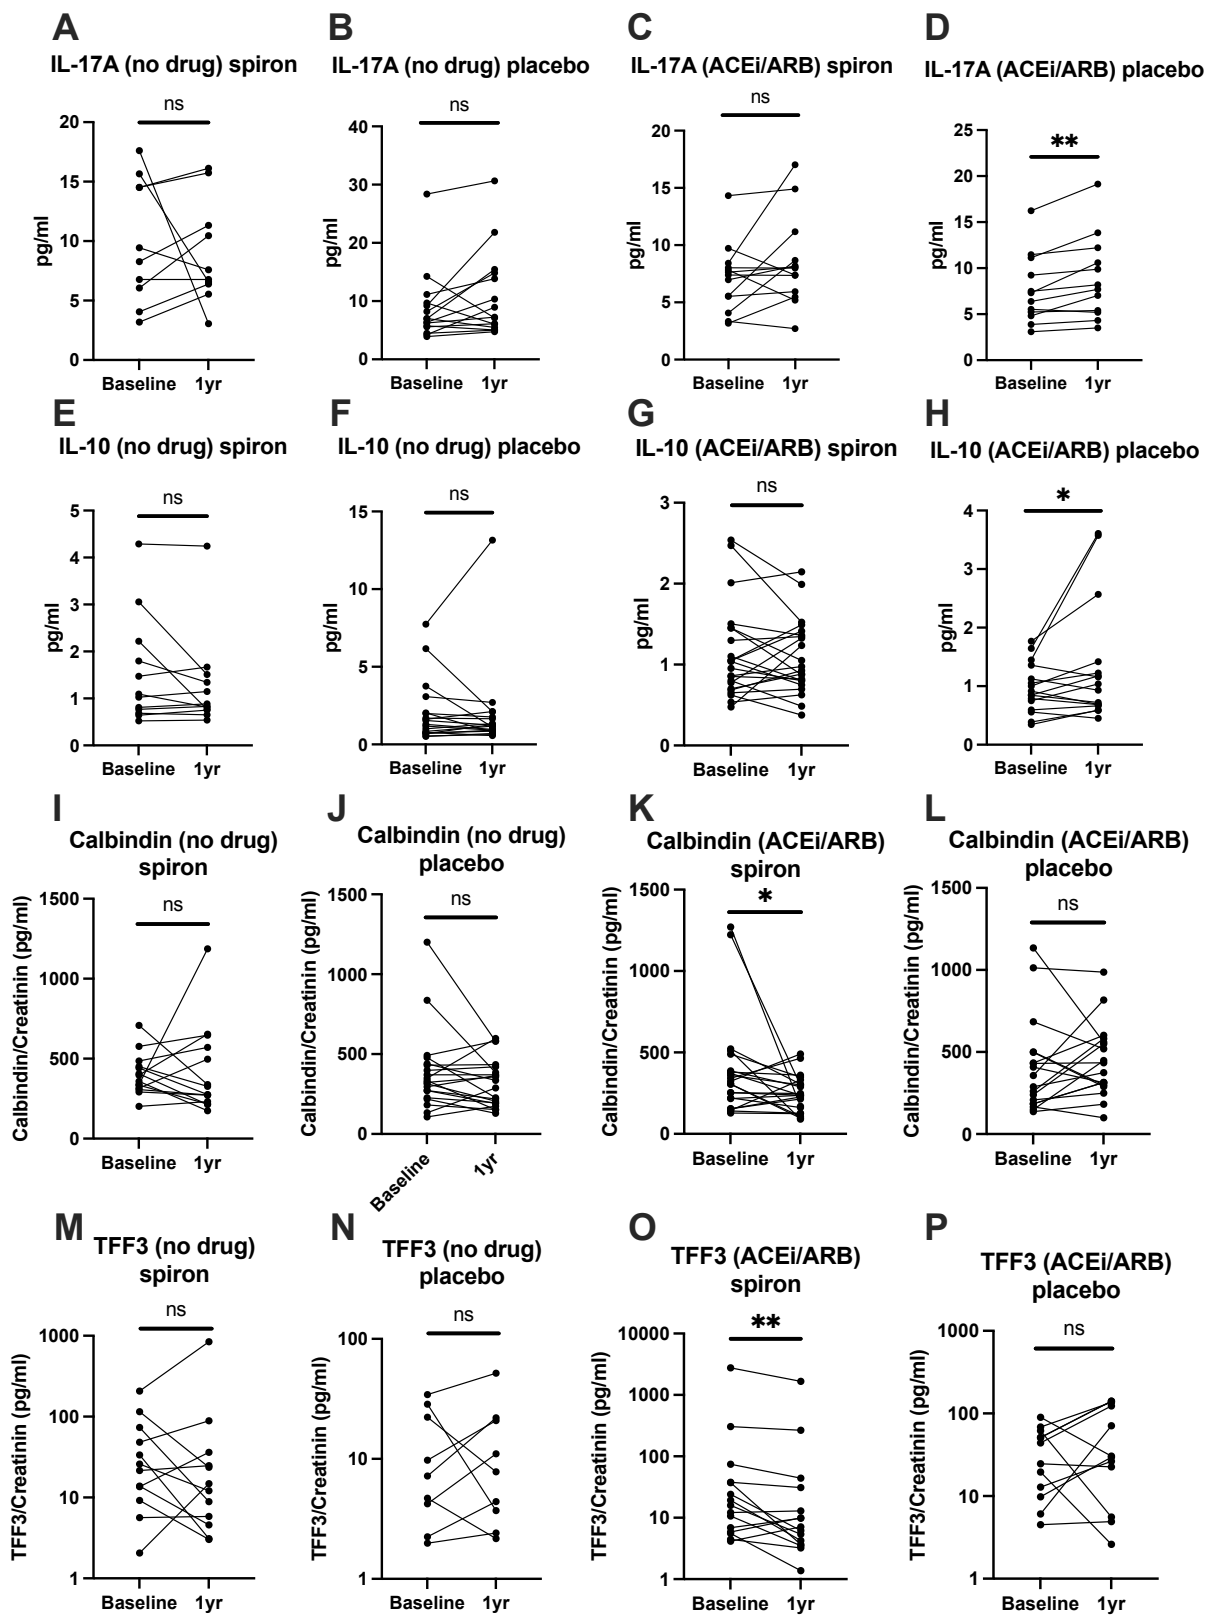 A
IL-17A (no drug) spiron
ns
20
15
10
5
0
pg/ml
Baseline 1yr
B
IL-17A (no drug) placebo
ns
40
30
20
10
0
pg/ml
Baseline 1yr
C
IL-17A (ACEi/ARB) spiron
ns
20
15
10
5
0
pg/ml
Baseline 1yr
D
IL-17A (ACEi/ARB) placebo
**
25
20
15
10
5
0
pg/ml
Baseline 1yr
E
IL-10 (no drug) spiron
ns
5
4
3
2
1
0
pg/ml
Baseline 1yr
F
IL-10 (no drug) placebo
ns
15
10
5
0
pg/ml
Baseline 1yr
G
IL-10 (ACEi/ARB) spiron
ns
3
2
1
0
pg/ml
Baseline 1yr
H
IL-10 (ACEi/ARB) placebo
*
4
3
2
1
0
pg/ml
Baseline 1yr
I
Calbindin (no drug)
spiron
ns
1500
1000
500
0
Calbindin/Creatinin (pg/ml)
Baseline 1yr
J
Calbindin (no drug)
placebo
ns
1500
1000
500
0
Calbindin/Creatinin (pg/ml)
Baseline 1yr
K
Calbindin (ACEi/ARB)
spiron
*
1500
1000
500
0
Calbindin/Creatinin (pg/ml)
Baseline 1yr
L
Calbindin (ACEi/ARB)
placebo
ns
1500
1000
500
0
Calbindin/Creatinin (pg/ml)
Baseline 1yr
M
TFF3 (no drug)
spiron
ns
1000
100
10
1
TFF3/Creatinin (pg/ml)
Baseline 1yr
N
TFF3 (no drug)
placebo
ns
100
10
1
TFF3/Creatinin (pg/ml)
Baseline 1yr
O
TFF3 (ACEi/ARB)
spiron
**
10000
1000
100
10
1
TFF3/Creatinin (pg/ml)
Baseline 1yr
P
TFF3 (ACEi/ARB)
placebo
ns
1000
100
10
1
TFF3/Creatinin (pg/ml)
Baseline 1yr